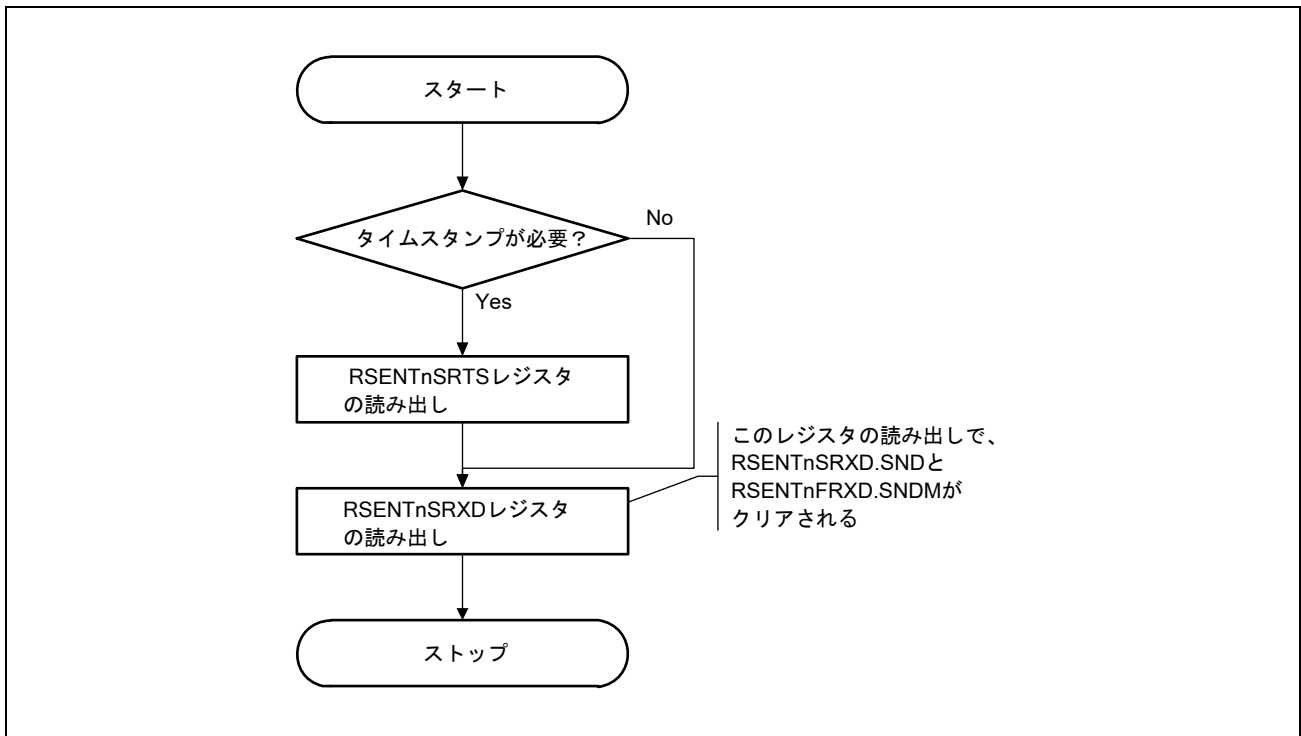 スタート
タイムスタンプが必要？
No
Yes
RSENTnSRTSレジスタ
の読み出し
このレジスタの読み出しで、
RSENTnSRXD.SNDと
RSENTnFRXD.SNDMが
クリアされる
RSENTnSRXDレジスタ
の読み出し
ストップ